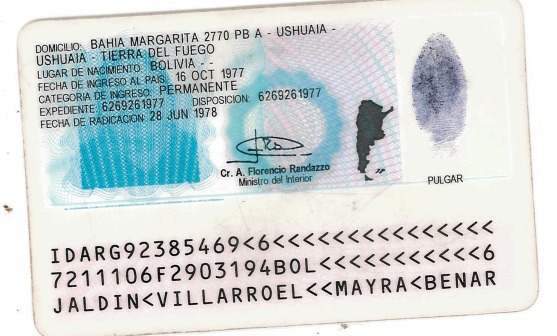 DOMICILIO: BAHIA MARGARITA 2770 PB A - USHUAIA -
USHUAIA - TIERRA DEL FUEGO
LUGAR DE NACIMIENTO: BOLIVIA - -
FECHA DE INGRESO AL PAIS: 16 OCT 1977
CATEGORIA DE INGRESO: PERMANENTE
EXPEDIENTE: 6269261977 DISPOSICION: 6269261977
FECHA DE RADICACION: 28 JUN 1978
Cr. A. Florencio Randazzo
Ministro del Interior
PULGAR
IDARG92385469<6<<<<<<<<<<<<<<<
7211106F2903194BOL<<<<<<<<<<<6
JALDIN<VILLARROEL<<MAYRA<BENAR